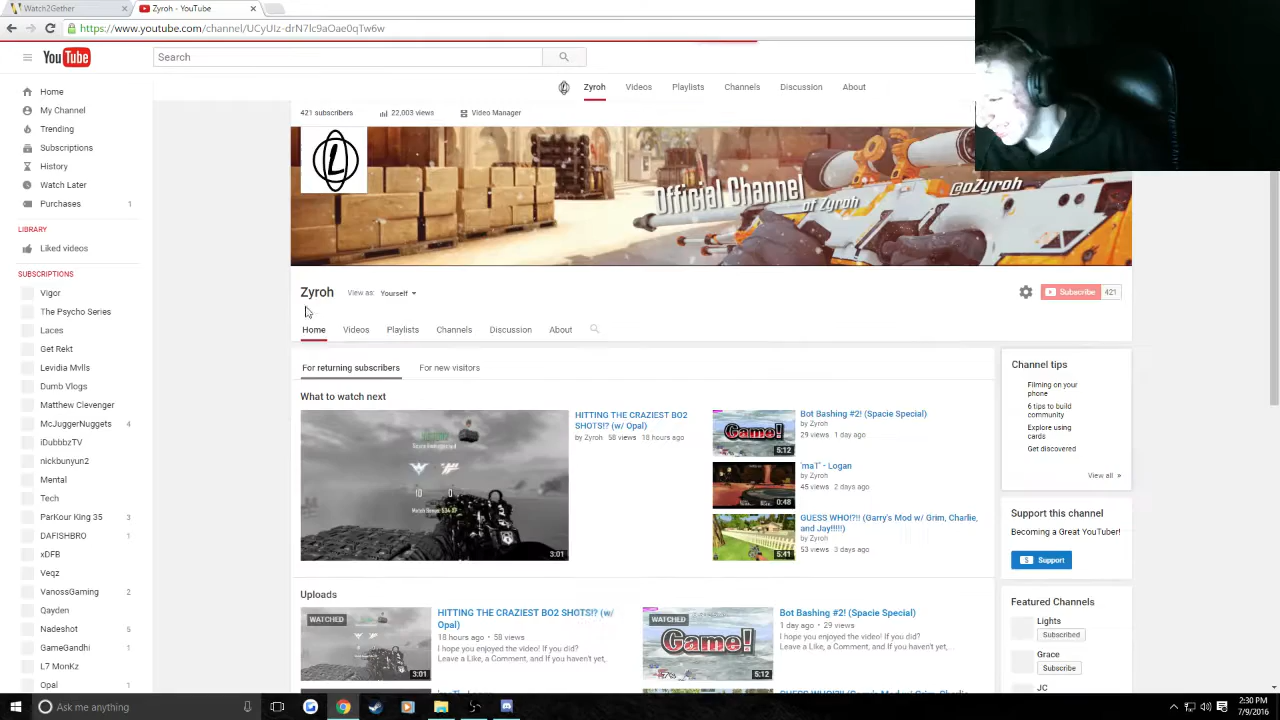 Watch2Gether
Zyroh - YouTube
https://www.youtube.com/channel/UCyUIz-drN7lc9aOae0qTw6w
YouTube
Search
Home
My Channel
Trending
Subscriptions
History
Watch Later
Purchases 1
LIBRARY
Liked videos
SUBSCRIPTIONS
Vigor
The Psycho Series
Laces
Get Rekt
Levidia Mvlls
Dumb Vlogs
Matthew Clevenger
McJuggerNuggets 4
iDubbbzTV
nickbunyun2
Mental
Tech
ParKour King 35 3
DAFISHBRO 1
xDFB
Veqz
VanossGaming 2
Qayden
Nadeshot 5
GameGandhi 1
L7 MonKz
Opal 1
Zyroh Videos Playlists Channels Discussion About
421 subscribers 22,003 views Video Manager
L
Official Channel
of Zyroh
@oZyroh
Zyroh View as: Yourself
Subscribe 421
Home Videos Playlists Channels Discussion About
For returning subscribers For new visitors
What to watch next
3:01
HITTING THE CRAZIEST BO2
SHOTS!? (w/ Opal)
by Zyroh 58 views 18 hours ago
Game!
5:12
Bot Bashing #2! (Spacie Special)
by Zyroh
29 views 1 day ago
0:48
'maT' - Logan
by Zyroh
45 views 2 days ago
5:41
GUESS WHO!?!! (Garry's Mod w/ Grim, Charlie,
and Jay!!!!!)
by Zyroh
53 views 3 days ago
Uploads
WATCHED
3:01
HITTING THE CRAZIEST BO2 SHOTS!? (w/
Opal)
18 hours ago • 58 views
I hope you enjoyed the video! If you did?
Leave a Like, a Comment, and If you haven't yet,
WATCHED
Game!
5:12
Bot Bashing #2! (Spacie Special)
1 day ago • 29 views
I hope you enjoyed the video! If you did?
Leave a Like, a Comment, and If you haven't yet, ...
Channel tips
Filming on your
phone
6 tips to build
community
Explore using
cards
Get discovered
View all »
Support this channel
Becoming a Great YouTuber!
Support
Featured Channels
Lights
Subscribed
Grace
Subscribe
JC
Ask me anything
2:30 PM
7/9/2016